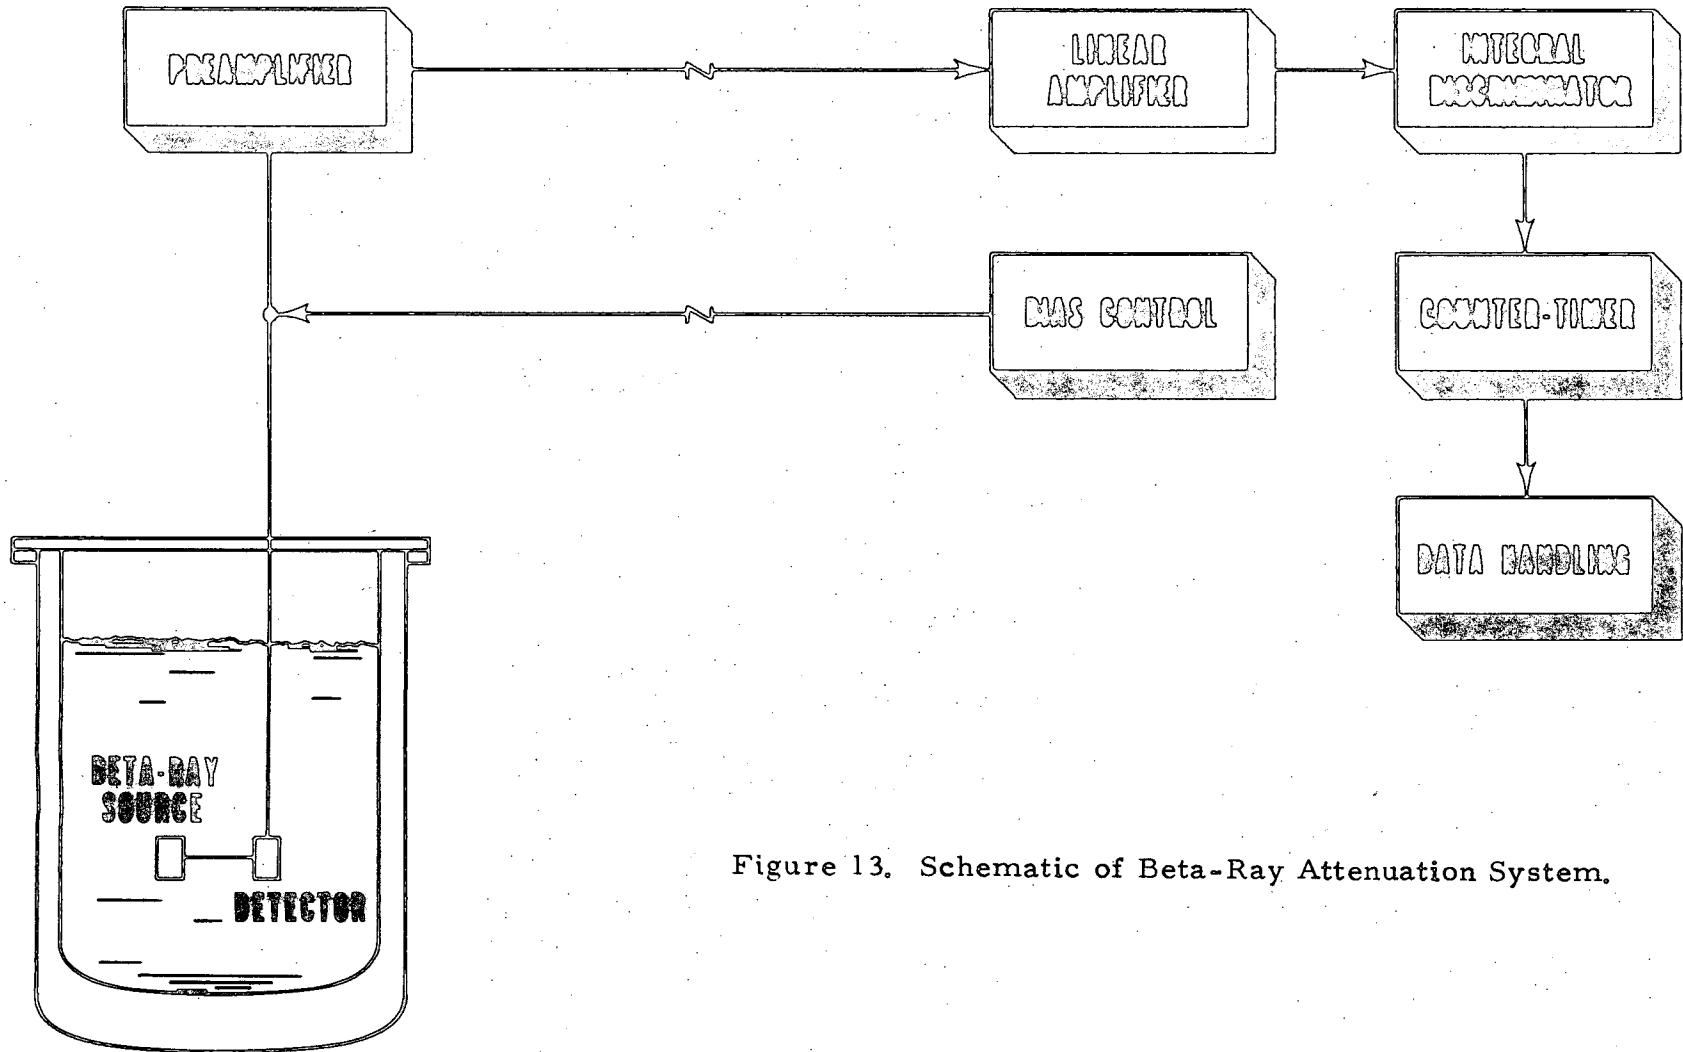 PREAMPLIFIER
LINEAR
AMPLIFIER
INTEGRAL
DISCRIMINATOR
BIAS CONTROL
COUNTER-TIMER
DATA HANDLING
BETA-RAY
SOURCE
DETECTOR
Figure 13. Schematic of Beta-Ray Attenuation System.